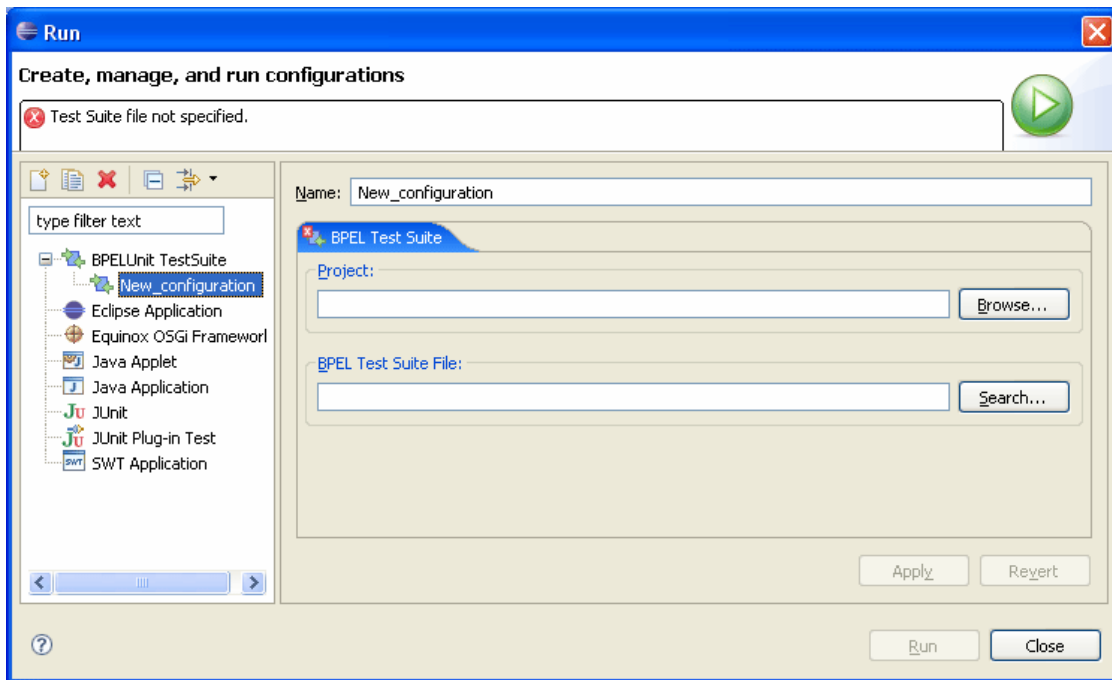 Run
Create, manage, and run configurations
Test Suite file not specified.
type filter text
BPELUnit TestSuite
New_configuration
Eclipse Application
Equinox OSGi Framework
Java Applet
Java Application
JUnit
JUnit Plug-in Test
SWT Application
Name: New_configuration
BPEL Test Suite
Project:
Browse...
BPEL Test Suite File:
Search...
Apply Revert
Run Close